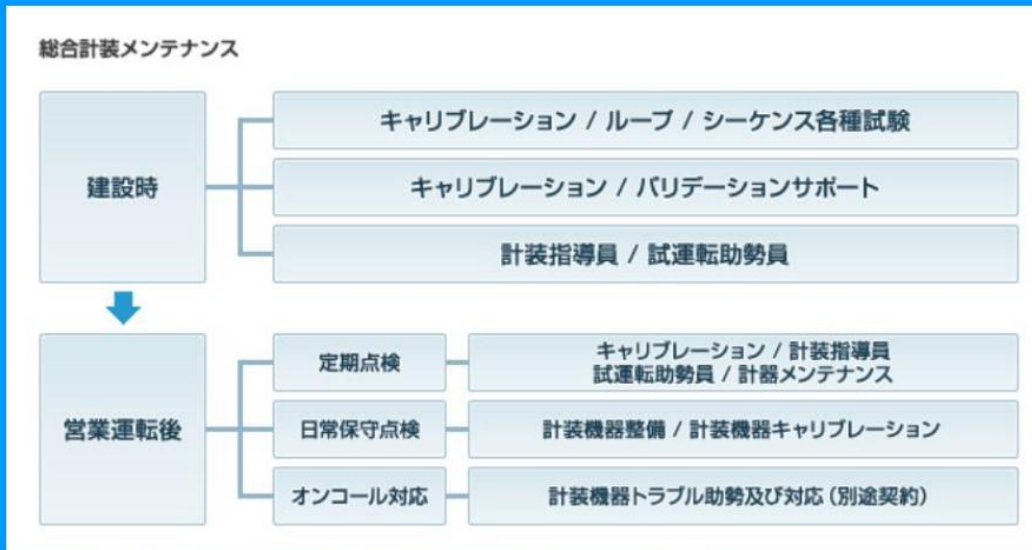 総合計装メンテナンス
建設時
キャリブレーション / ループ / シーケンス各種試験
キャリブレーション / バリデーションサポート
計装指導員 / 試運転助勢員
営業運転後
定期点検
キャリブレーション / 計装指導員
試運転助勢員 / 計器メンテナンス
日常保守点検
計装機器整備 / 計装機器キャリブレーション
オンコール対応
計装機器トラブル助勢及び対応（別途契約）